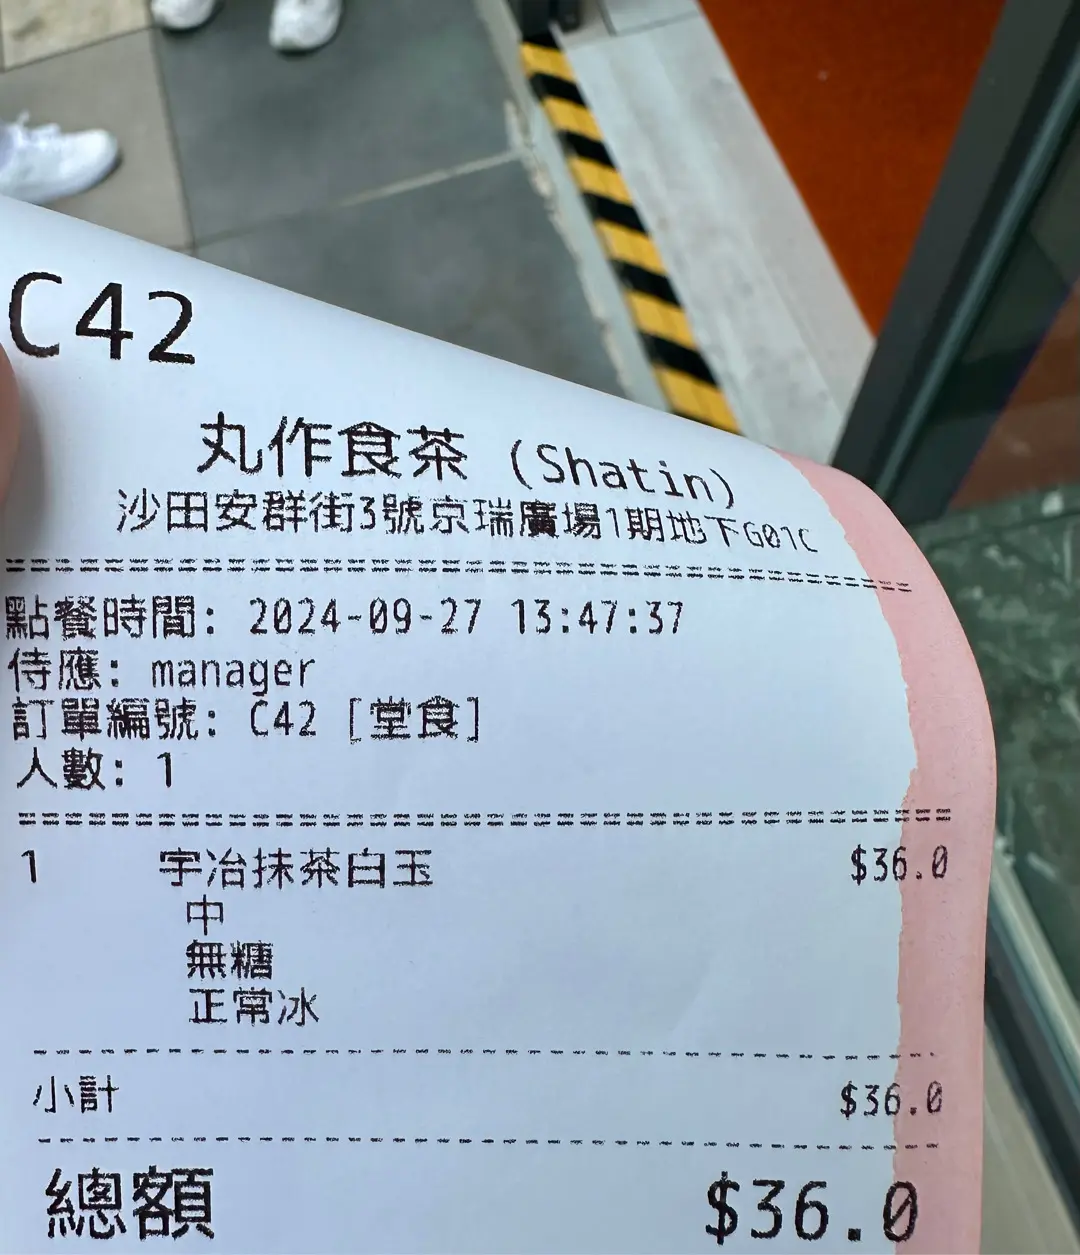 C42
丸作食茶 (Shatin)
沙田安群街3號京瑞廣場1期地下G01C
點餐時間: 2024-09-27 13:47:37
侍應: manager
訂單編號: C42 [堂食]
人數: 1
1 宇治抹茶白玉 $36.0
中
無糖
正常冰
小計 $36.0
總額 $36.0